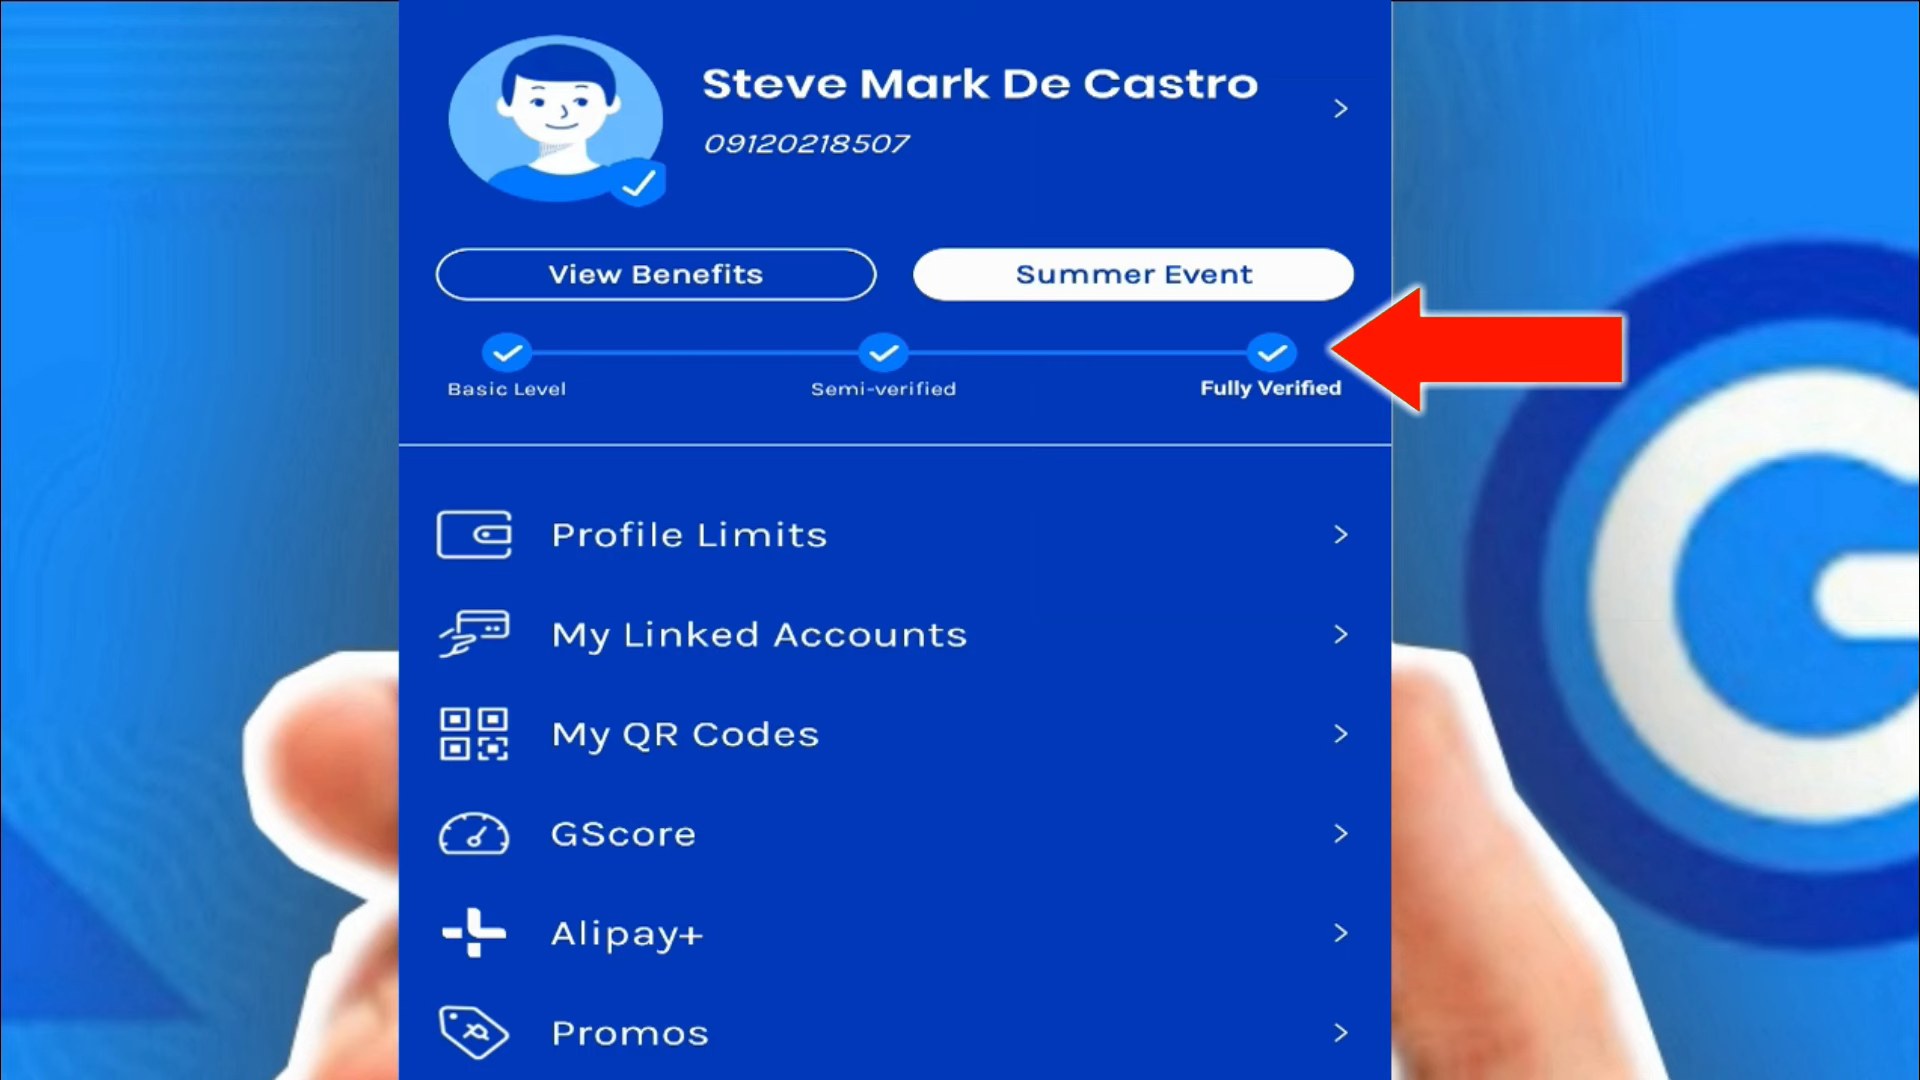 Steve Mark De Castro
09120218507
View Benefits
Summer Event
Basic Level
Semi-verified
Fully Verified
Profile Limits
My Linked Accounts
My QR Codes
GScore
Alipay+
Promos